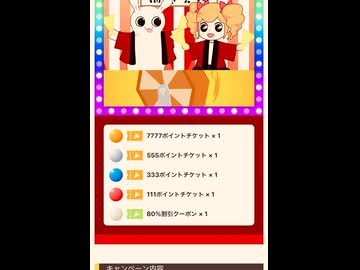 7777ポイントチケット × 1
555ポイントチケット × 1
333ポイントチケット × 1
111ポイントチケット × 1
80%割引クーポン × 1
キャンペーン内容